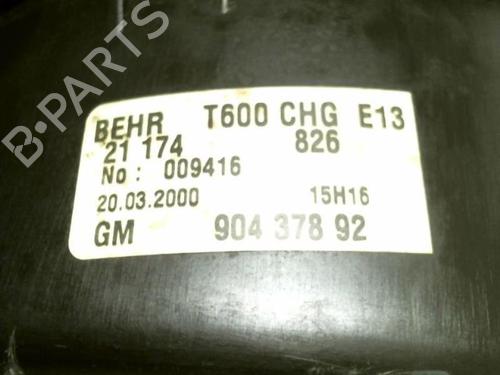 B-PARTS
BEHR T600 CHG E13
21 174 826
No: 009416
20.03.2000 15H16
GM 904 378 92